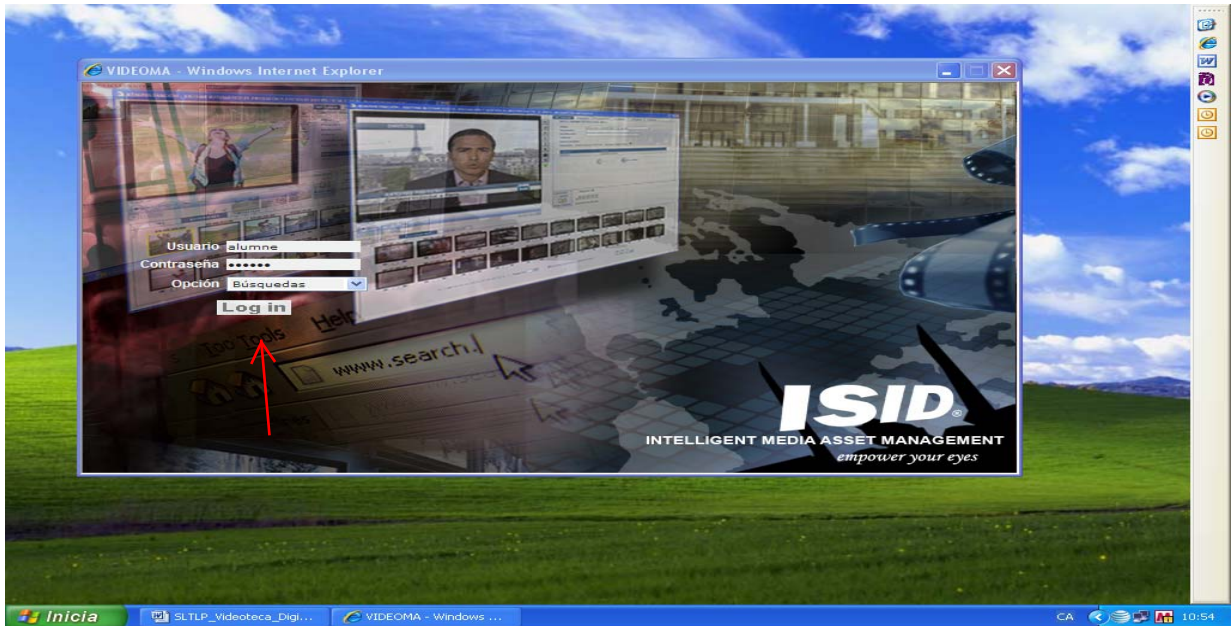 VIDEOMA - Windows Internet Explorer
Usuario alumne
Contraseña ••••••
Opción Búsquedas
Log in
Too Tools Help
www.search.
ISID®
INTELLIGENT MEDIA ASSET MANAGEMENT
empower your eyes
Inicia SLTLP_Videoteca_Digi... VIDEOMA - Windows ... CA 10:54